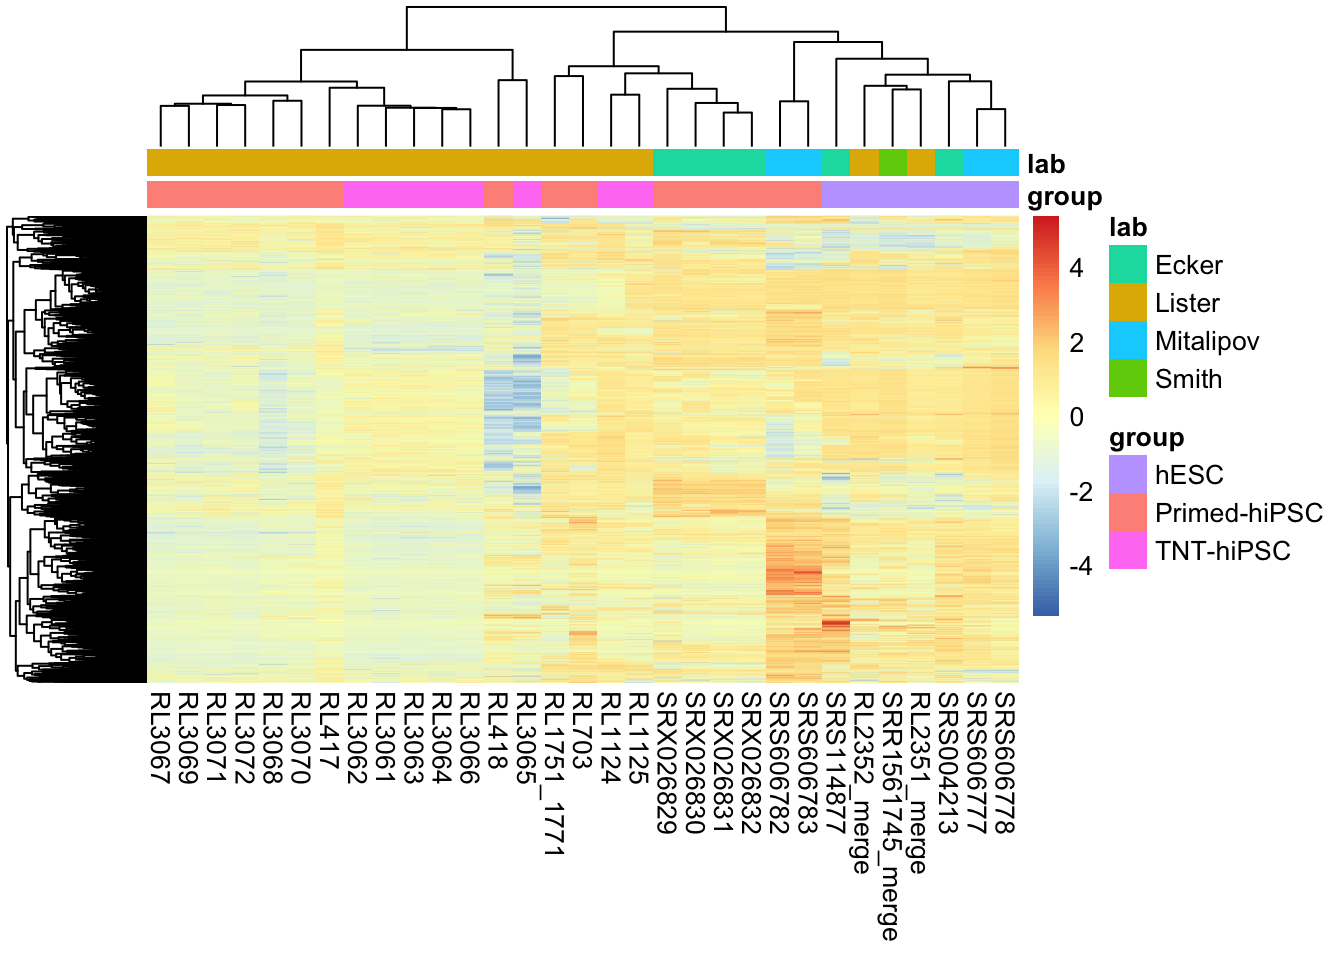 lab
group
4
2
0
-2
-4
lab
Ecker
Lister
Mitalipov
Smith
group
hESC
Primed-hiPSC
TNT-hiPSC
RL3067
RL3069
RL3071
RL3072
RL3068
RL3070
RL417
RL3062
RL3061
RL3063
RL3064
RL3066
RL418
RL3065
RL1751_1771
RL703
RL1124
RL1125
SRX026829
SRX026830
SRX026831
SRX026832
SRS606782
SRS606783
SRS114877
RL2352_merge
SRR1561745_merge
RL2351_merge
SRS004213
SRS606777
SRS606778